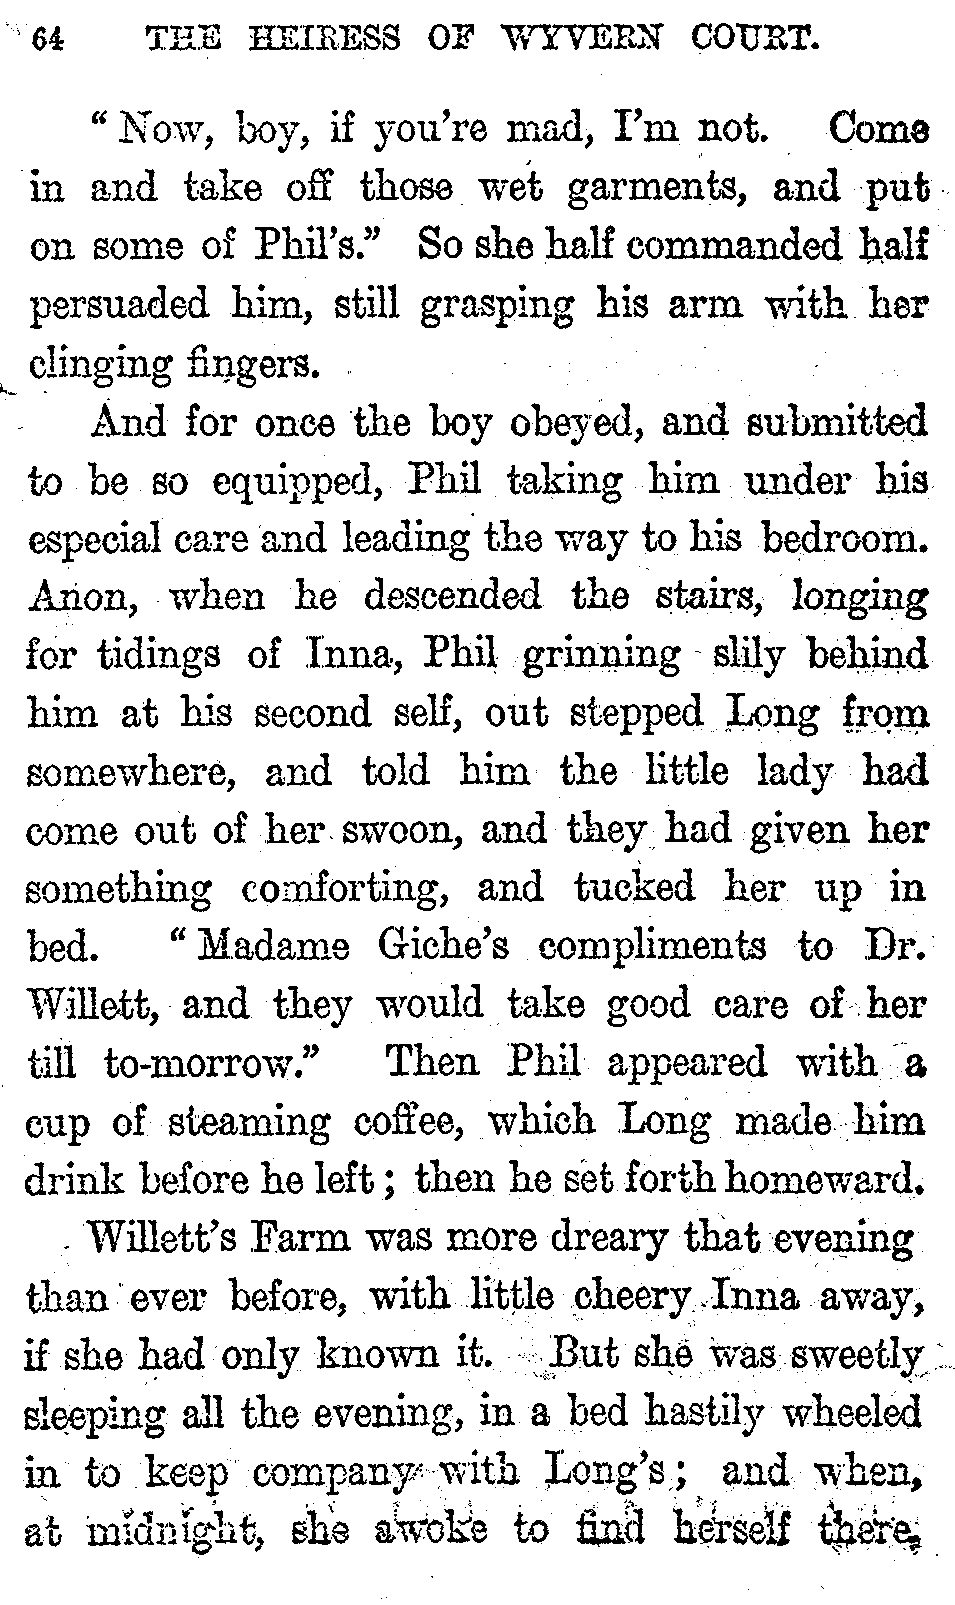 64 THE HEIRESS OF WYVERN COURT.
“Now, boy, if you're mad, I'm not. Come
in and take off those wet garments, and put
on some of Phil's.” So she half commanded half
persuaded him, still grasping his arm with her
clinging fingers.
And for once the boy obeyed, and submitted
to be so equipped, Phil taking him under his
especial care and leading the way to his bedroom.
Anon, when he descended the stairs, longing
for tidings of Inna, Phil grinning slily behind
him at his second self, out stepped Long from
somewhere, and told him the little lady had
come out of her swoon, and they had given her
something comforting, and tucked her up in
bed. “Madame Giche's compliments to Dr.
Willett, and they would take good care of her
till to-morrow.” Then Phil appeared with a
cup of steaming coffee, which Long made him
drink before he left; then he set forth homeward.
Willett's Farm was more dreary that evening
than ever before, with little cheery Inna away,
if she had only known it. But she was sweetly
sleeping all the evening, in a bed hastily wheeled
in to keep company with Long's; and when,
at midnight, she awoke to find herself there,